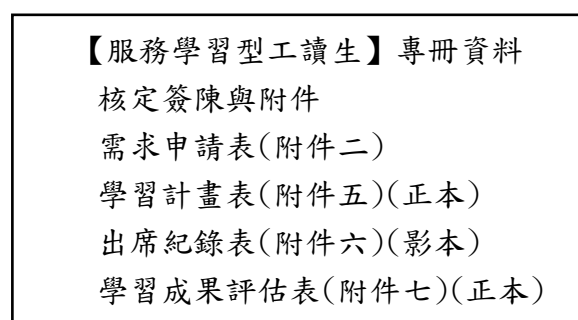 【服務學習型工讀生】專冊資料
核定簽陳與附件
需求申請表(附件二)
學習計畫表(附件五)(正本)
出席紀錄表(附件六)(影本)
學習成果評估表(附件七)(正本)